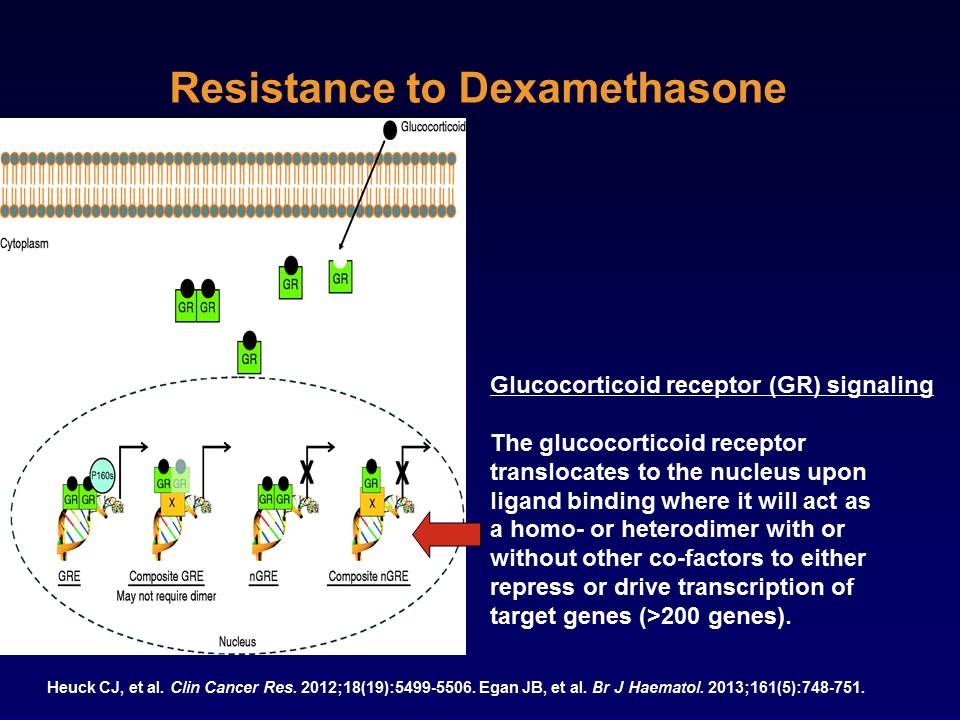 Resistance to Dexamethasone
Glucocorticoid
Cytoplasm
GR
GR
GR GR
GR
P160s
GR GR
GR GR
X
GR GR
GR
X
X
X
GRE
Composite GRE
nGRE
Composite nGRE
May not require dimer
Nucleus
Glucocorticoid receptor (GR) signaling
The glucocorticoid receptor
translocates to the nucleus upon
ligand binding where it will act as
a homo- or heterodimer with or
without other co-factors to either
repress or drive transcription of
target genes (>200 genes).
Heuck CJ, et al. Clin Cancer Res. 2012;18(19):5499-5506. Egan JB, et al. Br J Haematol. 2013;161(5):748-751.